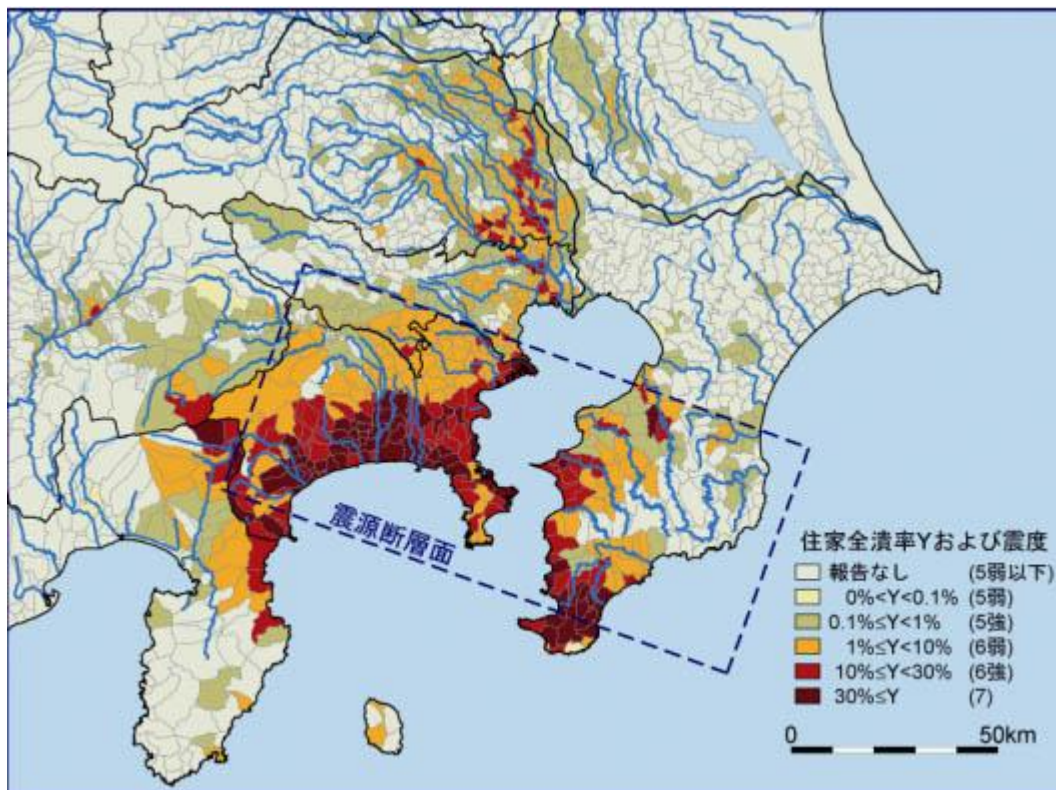 震源断層面
住家全潰率Yおよび震度
報告なし (5弱以下)
0%<Y<0.1% (5弱)
0.1%≤Y<1% (5強)
1%≤Y<10% (6弱)
10%≤Y<30% (6強)
30%≤Y (7)
0 50km